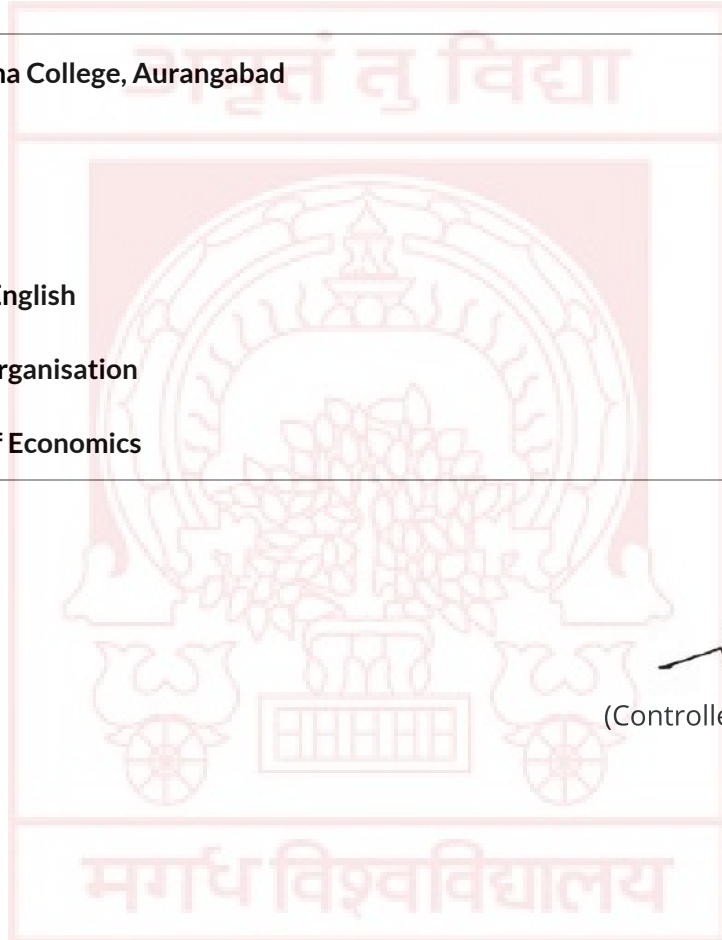 अमृतं तु विद्या
na College, Aurangabad
English
rganisation
f Economics
(Controlle
मगध विश्वविद्यालय